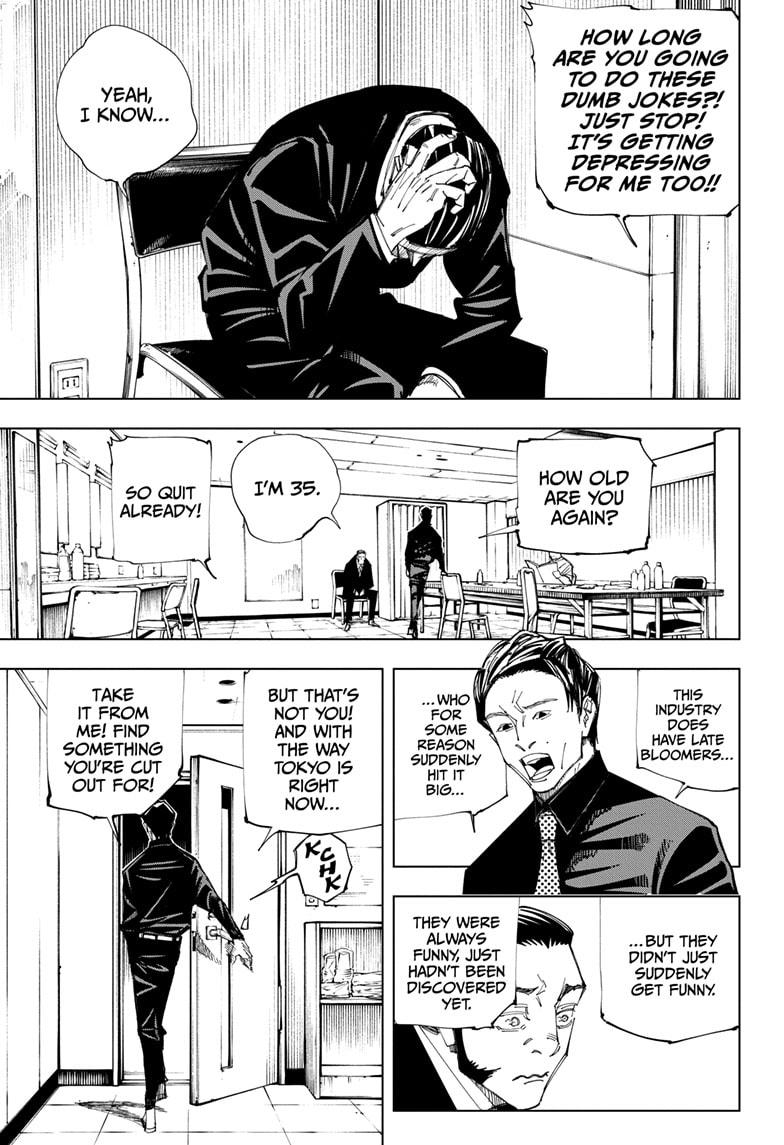 HOW LONG
ARE YOU GOING
TO DO THESE
DUMB JOKES?!
JUST STOP!
IT'S GETTING
DEPRESSING
FOR ME TOO!!
YEAH,
I KNOW...
HOW OLD
ARE YOU
AGAIN?
I'M 35.
SO QUIT
ALREADY!
THIS
INDUSTRY
DOES
HAVE LATE
BLOOMERS...
...WHO
FOR
SOME
REASON
SUDDENLY
HIT IT
BIG...
...BUT THEY
DIDN'T JUST
SUDDENLY
GET FUNNY.
THEY WERE
ALWAYS
FUNNY, JUST
HADN'T BEEN
DISCOVERED
YET.
BUT THAT'S
NOT YOU!
AND WITH
THE WAY
TOKYO IS
RIGHT
NOW...
KCHK
TAKE
IT FROM
ME! FIND
SOMETHING
YOU'RE CUT
OUT FOR!